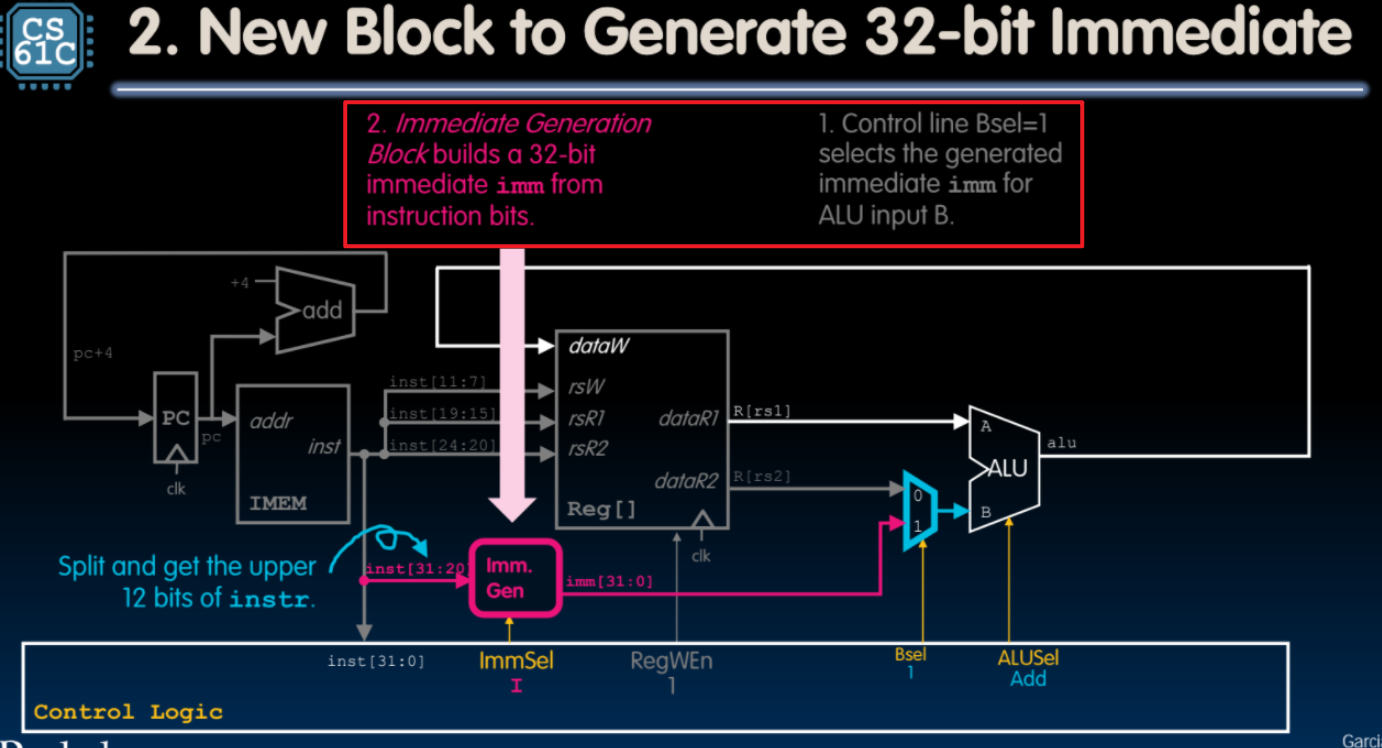 CS
61C
2. New Block to Generate 32-bit Immediate
2. Immediate Generation
Block builds a 32-bit
immediate imm from
instruction bits.
1. Control line Bsel=1
selects the generated
immediate imm for
ALU input B.
+4
add
pc+4
PC
clk
pc
addr
inst
IMEM
inst[11:7]
inst[19:15]
inst[24:20]
dataW
rsW
rsR1
rsR2
dataR1
dataR2
Reg[]
clk
R[rs1]
R[rs2]
0
1
A
B
ALU
alu
Split and get the upper
12 bits of instr.
inst[31:20]
Imm.
Gen
imm[31:0]
inst[31:0]
ImmSel
I
RegWEn
1
Bsel
1
ALUSel
Add
Control Logic